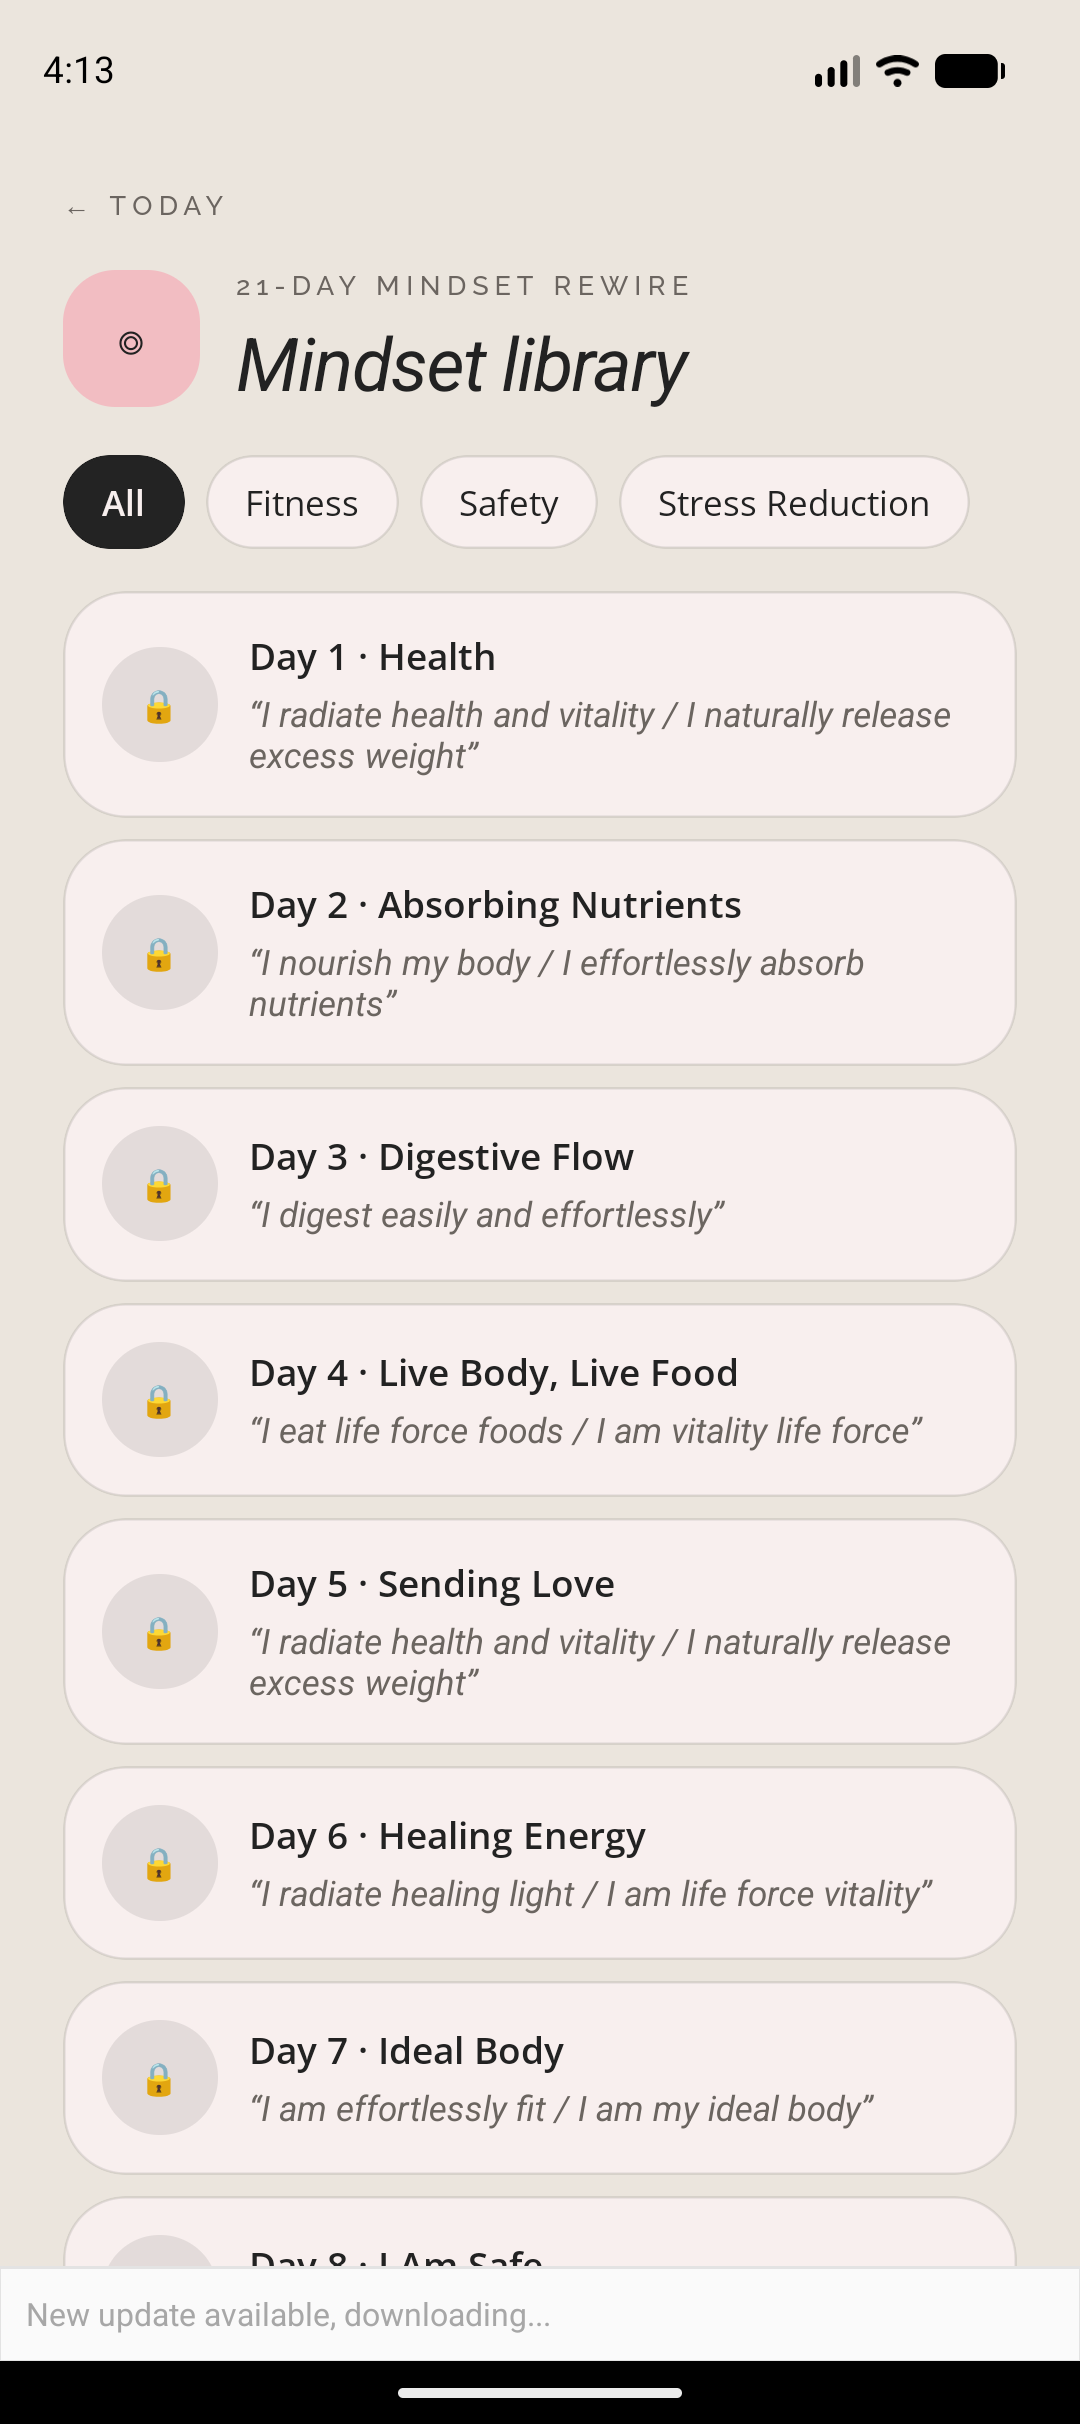 4:13
← TODAY
21-DAY MINDSET REWIRE
Mindset library
All
Fitness
Safety
Stress Reduction
Day 1 · Health
“I radiate health and vitality / I naturally release
excess weight”
Day 2 · Absorbing Nutrients
“I nourish my body / I effortlessly absorb
nutrients”
Day 3 · Digestive Flow
“I digest easily and effortlessly”
Day 4 · Live Body, Live Food
“I eat life force foods / I am vitality life force”
Day 5 · Sending Love
“I radiate health and vitality / I naturally release
excess weight”
Day 6 · Healing Energy
“I radiate healing light / I am life force vitality”
Day 7 · Ideal Body
“I am effortlessly fit / I am my ideal body”
Day 8 · I Am Safe
New update available, downloading...